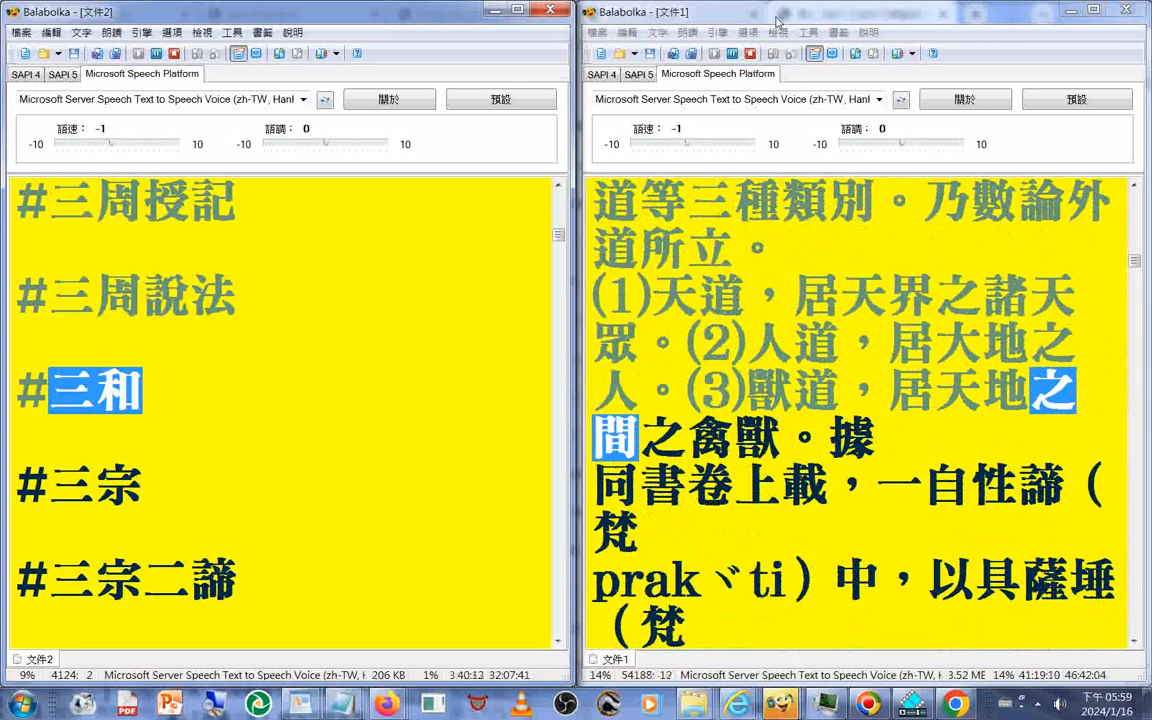 Balabolka - [文件2]
檔案 編輯 文字 朗讀 引擎 選項 檢視 工具 書籤 說明
SAPI 4 SAPI 5 Microsoft Speech Platform
Microsoft Server Speech Text to Speech Voice (zh-TW, Hanl
關於
預設
語速： -1
語調： 0
-10 10 -10 10
#三周授記
#三周說法
#三和
#三宗
#三宗二諦
文件2
9% 4124: 2 Microsoft Server Speech Text to Speech Voice (zh-TW, H 206 KB 1% 3:40:12 32:07:41
Balabolka - [文件1]
檔案 編輯 文字 朗讀 引擎 選項 檢視 工具 書籤 說明
SAPI 4 SAPI 5 Microsoft Speech Platform
Microsoft Server Speech Text to Speech Voice (zh-TW, Hanl
關於
預設
語速： -1
語調： 0
-10 10 -10 10
道等三種類別。乃數論外
道所立。
(1)天道，居天界之諸天
眾。(2)人道，居大地之
人。(3)獸道，居天地之
間之禽獸。據
同書卷上載，一自性諦（
梵
prakヾti）中，以具薩埵
（梵
文件1
14% 54188: 12 Microsoft Server Speech Text to Speech Voice (zh-TW, H 3.52 MB 14% 41:19:10 46:42:04
下午 05:59
2024/1/16